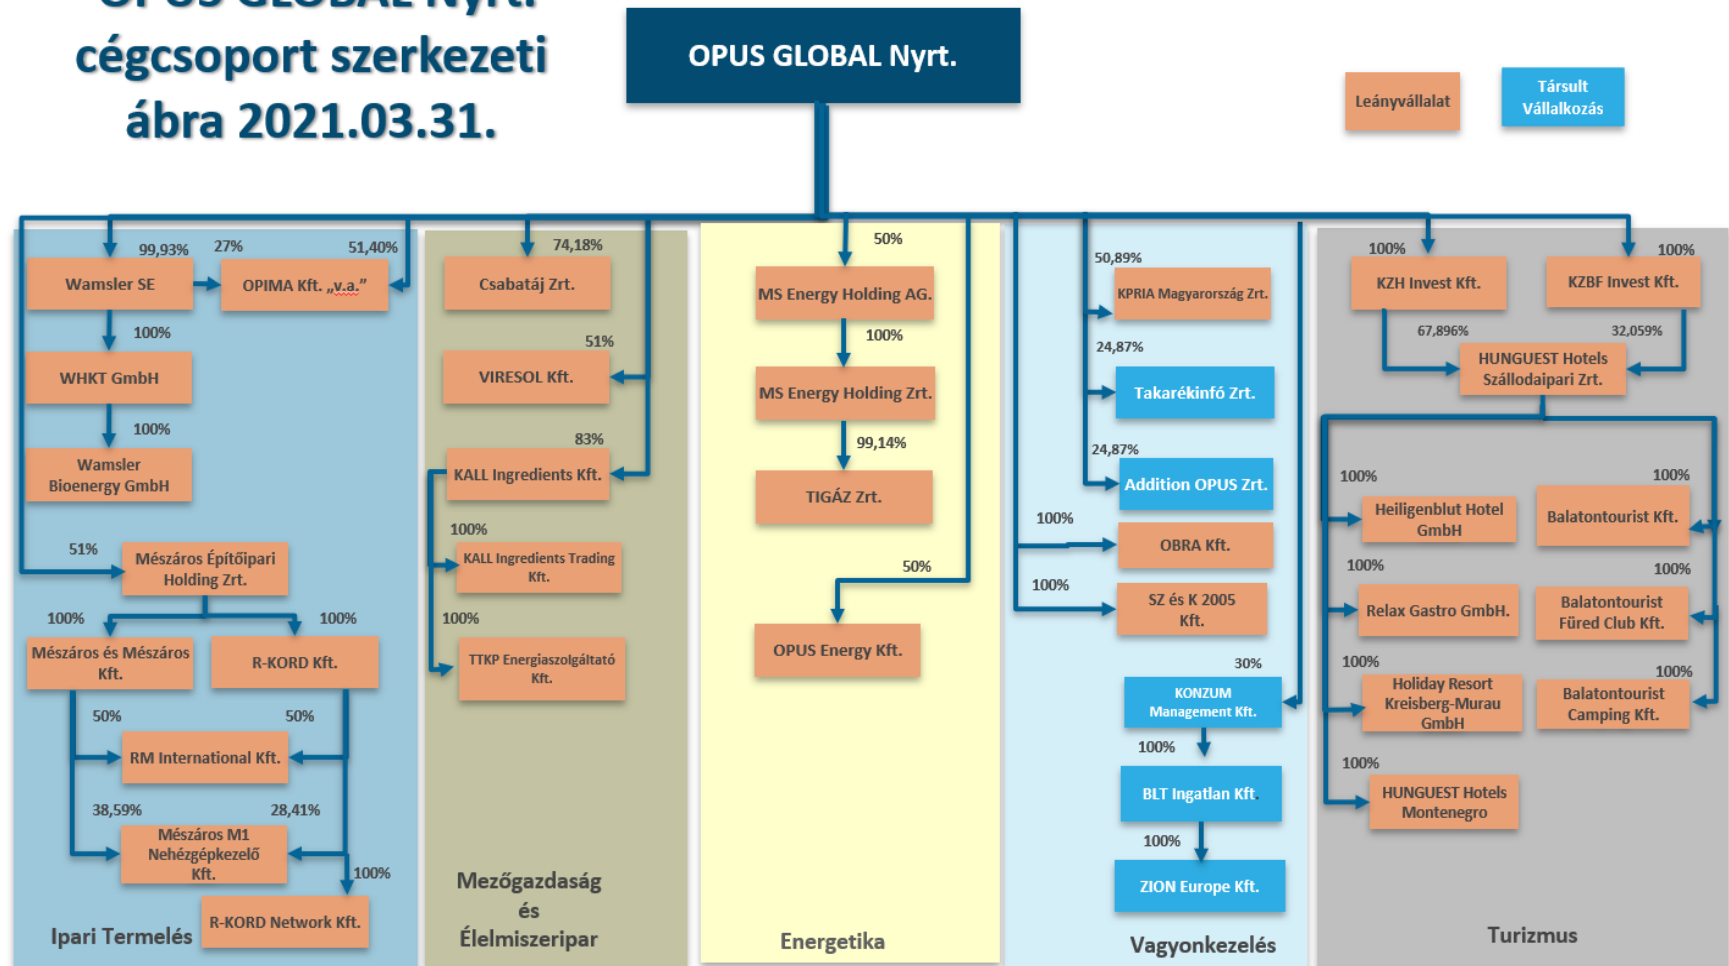 OPUS GLOBAL Nyrt.
cégcsoport szerkezeti
ábra 2021.03.31.
OPUS GLOBAL Nyrt.
Leányvállalat
Társult
Vállalkozás
99,93%
27%
51,40%
Wamsler SE
OPIMA Kft. „v.a.”
100%
WHKT GmbH
100%
Wamsler
Bioenergy GmbH
51%
Mészáros Építőipari
Holding Zrt.
100%
100%
Mészáros és Mészáros
Kft.
R-KORD Kft.
50%
50%
RM International Kft.
38,59%
28,41%
Mészáros M1
Nehézgépkezelő
Kft.
100%
R-KORD Network Kft.
Ipari Termelés
74,18%
Csabatáj Zrt.
51%
VIRESOL Kft.
83%
KALL Ingredients Kft.
100%
KALL Ingredients Trading
Kft.
100%
TTKP Energiaszolgáltató
Kft.
Mezőgazdaság
és
Élelmiszeripar
50%
MS Energy Holding AG.
100%
MS Energy Holding Zrt.
99,14%
TIGÁZ Zrt.
50%
OPUS Energy Kft.
Energetika
50,89%
KPRIA Magyarország Zrt.
24,87%
Takarékinfó Zrt.
24,87%
Addition OPUS Zrt.
100%
OBRA Kft.
100%
SZ és K 2005
Kft.
30%
KONZUM
Management Kft.
100%
BLT Ingatlan Kft.
100%
ZION Europe Kft.
Vagyonkezelés
100%
100%
KZH Invest Kft.
KZBF Invest Kft.
67,896%
32,059%
HUNGUEST Hotels
Szállodaipari Zrt.
100%
100%
Heiligenblut Hotel
GmbH
Balatontourist Kft.
100%
100%
Relax Gastro GmbH.
Balatontourist
Füred Club Kft.
100%
100%
Holiday Resort
Kreisberg-Murau
GmbH
Balatontourist
Camping Kft.
100%
HUNGUEST Hotels
Montenegro
Turizmus